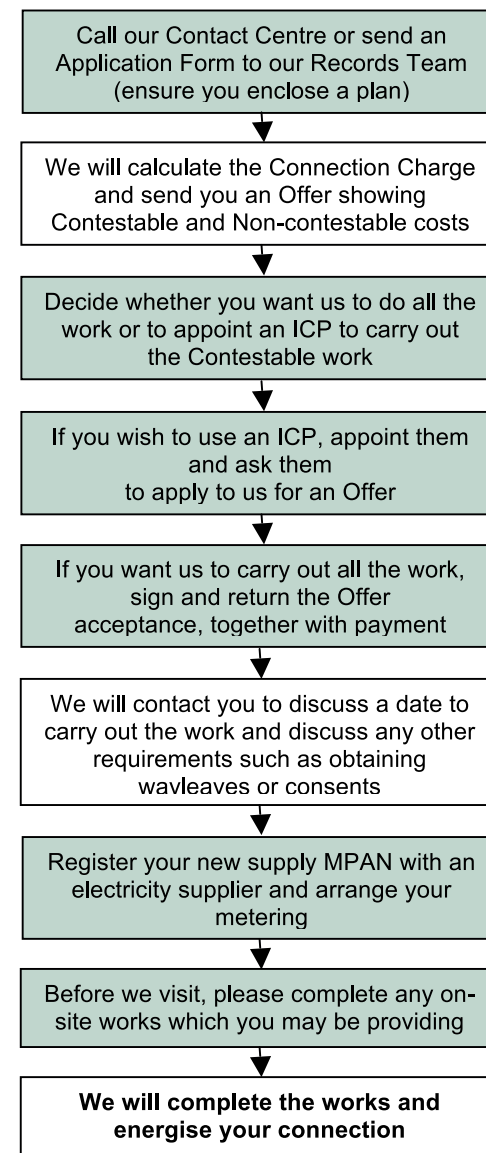 Call our Contact Centre or send an
Application Form to our Records Team
(ensure you enclose a plan)
We will calculate the Connection Charge
and send you an Offer showing
Contestable and Non-contestable costs
Decide whether you want us to do all the
work or to appoint an ICP to carry out
the Contestable work
If you wish to use an ICP, appoint them
and ask them
to apply to us for an Offer
If you want us to carry out all the work,
sign and return the Offer
acceptance, together with payment
We will contact you to discuss a date to
carry out the work and discuss any other
requirements such as obtaining
wayleaves or consents
Register your new supply MPAN with an
electricity supplier and arrange your
metering
Before we visit, please complete any on-
site works which you may be providing
We will complete the works and
energise your connection